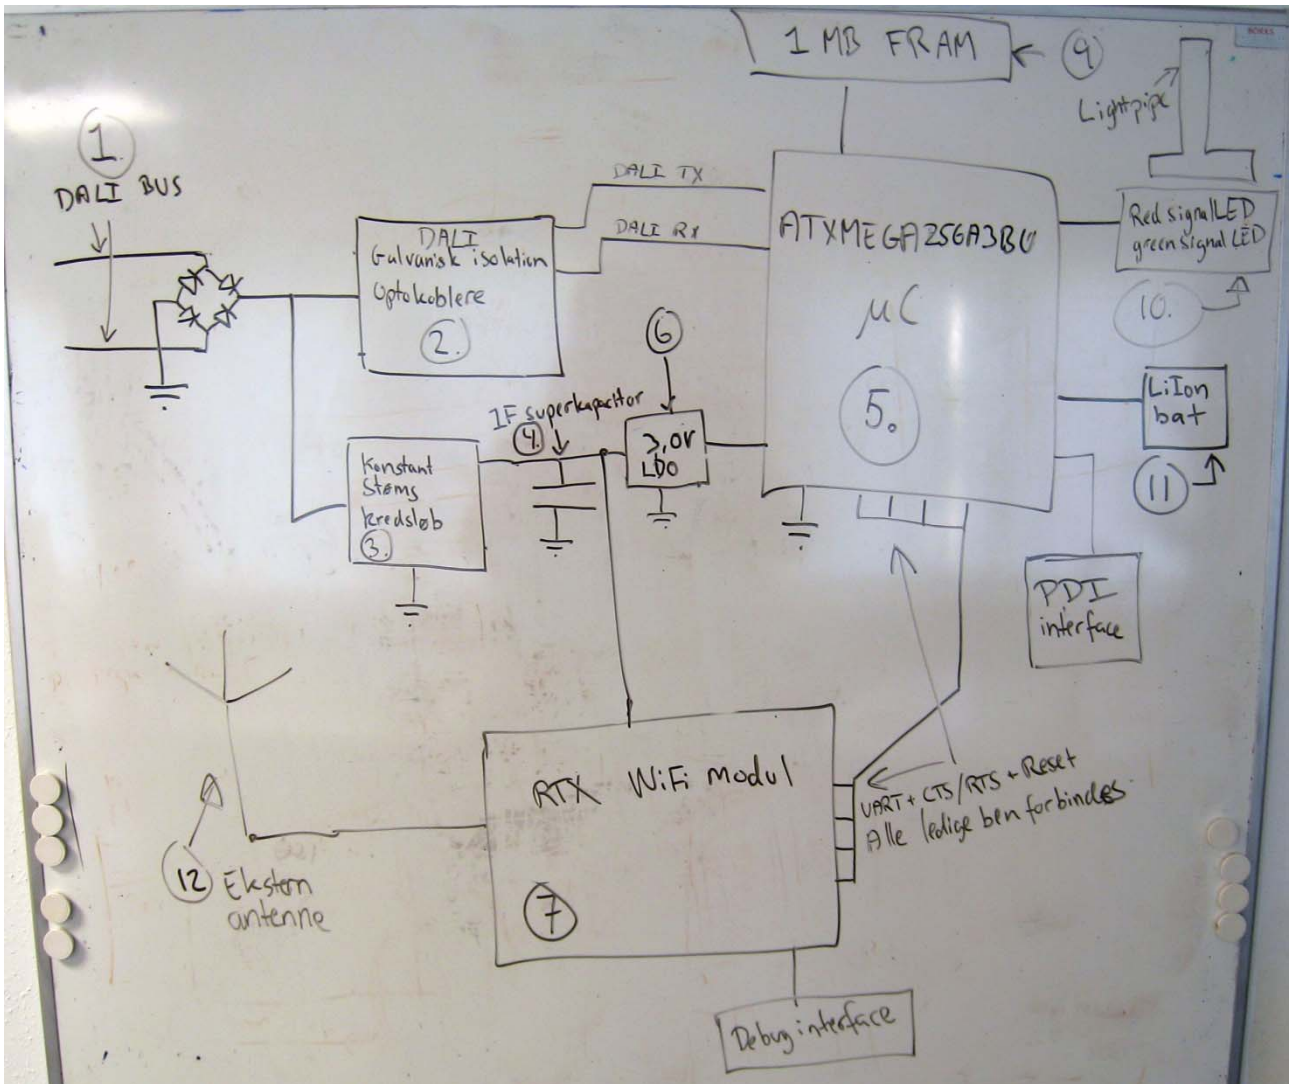 1 MB FRAM
9
Lightpipe
1.
DALI BUS
DALI TX
DALI RX
DALI
Galvanisk isolation
Optokoblere
2.
ATXMEGA256A3BU
µC
5.
Red signal LED
green signal LED
10.
6
1F superkapacitor
4.
3,0V
LDO
LiIon
bat
11
Konstant
Strøms
kredsløb
3.
PDI
interface
RTX WiFi modul
7
UART + CTS/RTS + Reset
Alle ledige ben forbindes
12
Ekstern
antenne
Debug interface